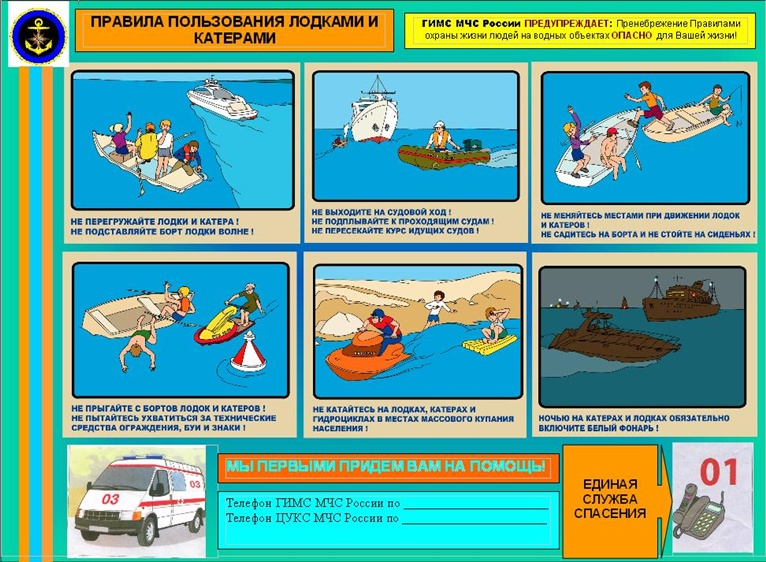 ПРАВИЛА ПОЛЬЗОВАНИЯ ЛОДКАМИ И
КАТЕРАМИ
ГИМС МЧС России ПРЕДУПРЕЖДАЕТ: Пренебрежение Правилами
охраны жизни людей на водных объектах ОПАСНО для Вашей жизни!
НЕ ПЕРЕГРУЖАЙТЕ ЛОДКИ И КАТЕРА !
НЕ ПОДСТАВЛЯЙТЕ БОРТ ЛОДКИ ВОЛНЕ !
НЕ ВЫХОДИТЕ НА СУДОВОЙ ХОД !
НЕ ПОДПЛЫВАЙТЕ К ПРОХОДЯЩИМ СУДАМ !
НЕ ПЕРЕСЕКАЙТЕ КУРС ИДУЩИХ СУДОВ !
НЕ МЕНЯЙТЕСЬ МЕСТАМИ ПРИ ДВИЖЕНИИ ЛОДОК
И КАТЕРОВ !
НЕ САДИТЕСЬ НА БОРТА И НЕ СТОЙТЕ НА СИДЕНЬЯХ !
НЕ ПРЫГАЙТЕ С БОРТОВ ЛОДОК И КАТЕРОВ !
НЕ ПЫТАЙТЕСЬ УХВАТИТЬСЯ ЗА ТЕХНИЧЕСКИЕ
СРЕДСТВА ОГРАЖДЕНИЯ, БУИ И ЗНАКИ !
НЕ КАТАЙТЕСЬ НА ЛОДКАХ, КАТЕРАХ И
ГИДРОЦИКЛАХ В МЕСТАХ МАССОВОГО КУПАНИЯ
НАСЕЛЕНИЯ !
НОЧЬЮ НА КАТЕРАХ И ЛОДКАХ ОБЯЗАТЕЛЬНО
ВКЛЮЧИТЕ БЕЛЫЙ ФОНАРЬ !
03
03
МЫ ПЕРВЫМИ ПРИДЕМ ВАМ НА ПОМОЩЬ!
Телефон ГИМС МЧС России по ____________________
Телефон ЦУКС МЧС России по ____________________
ЕДИНАЯ
СЛУЖБА
СПАСЕНИЯ
01